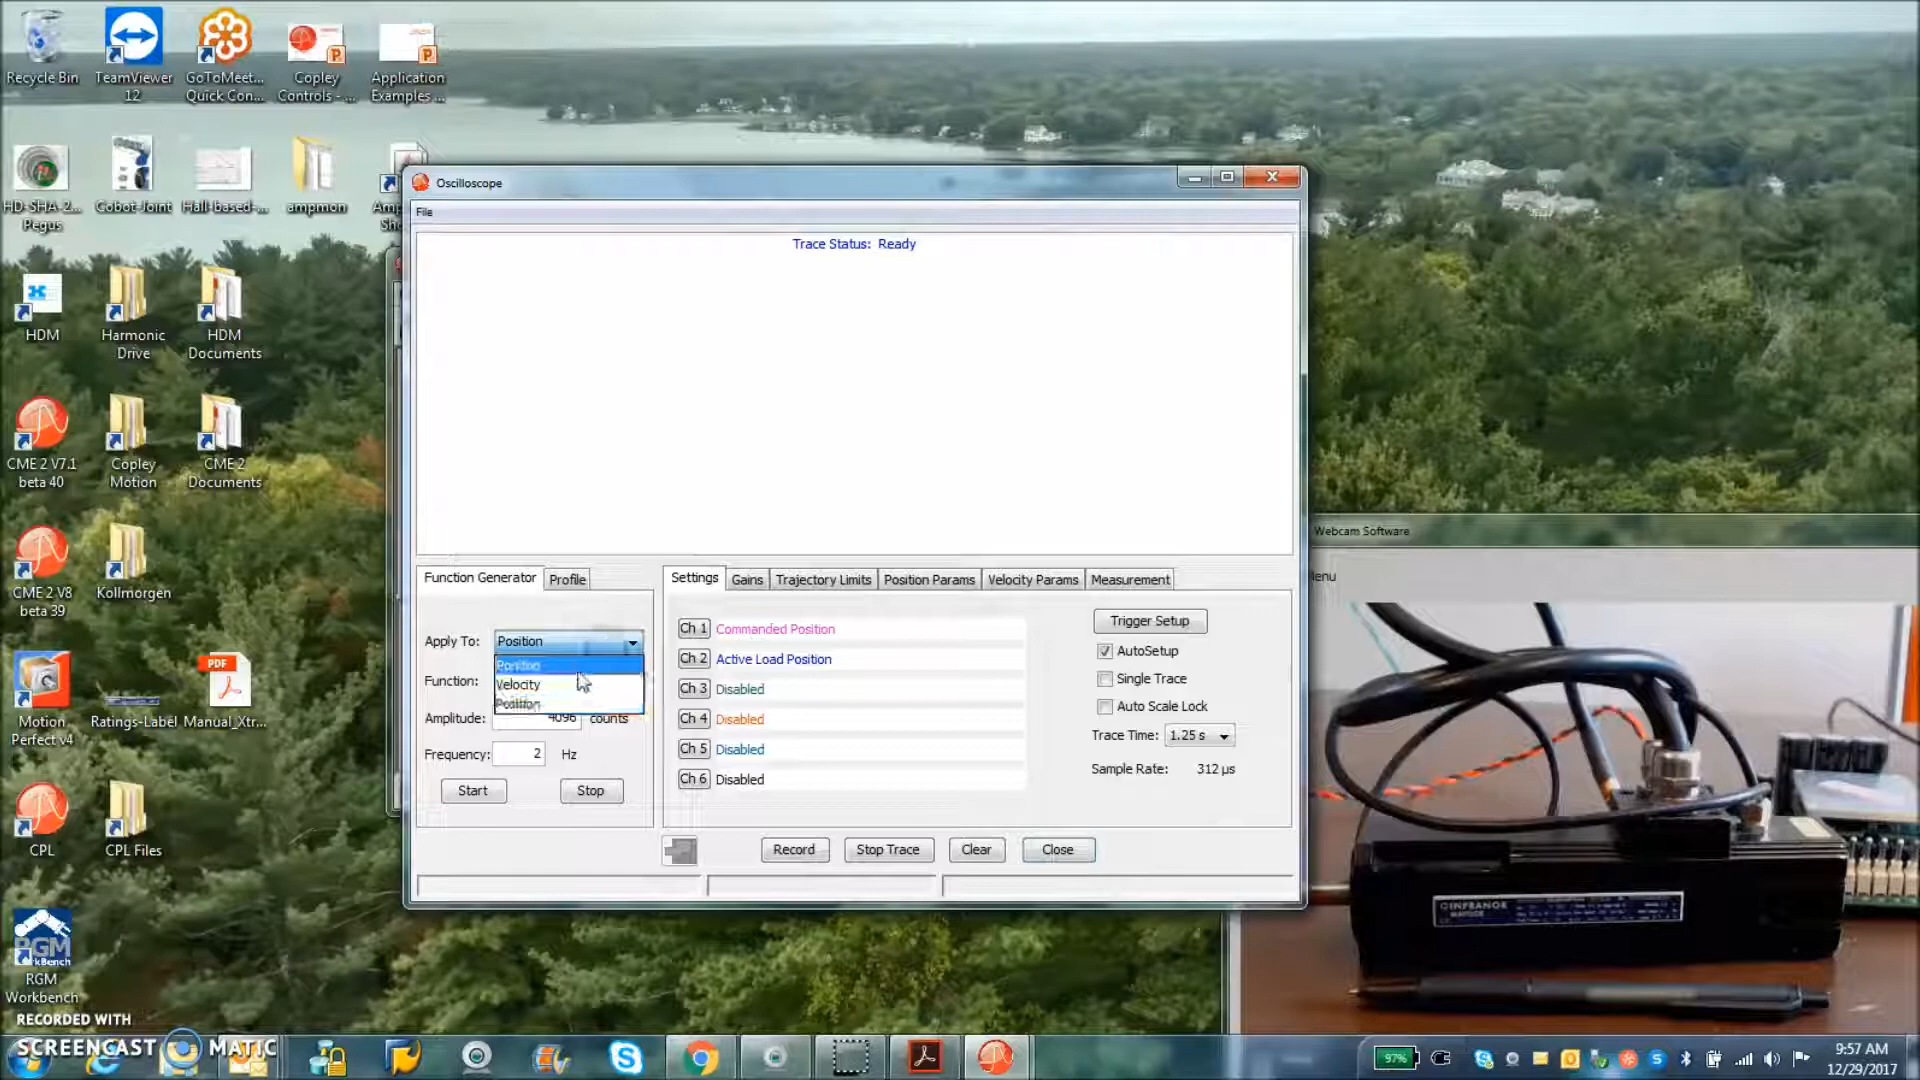 Recycle Bin
TeamViewer
12
GoToMeet...
Quick Con...
Copley
Controls - ...
Application
Examples ...
HD-SHA-2...
Pegus
Cobot-Joint
Hall-based-...
ampmon
HDM
Harmonic
Drive
HDM
Documents
CME 2 V7.1
beta 40
Copley
Motion
CME 2
Documents
CME 2 V8
beta 39
Kollmorgen
Motion
Perfect v4
Ratings-Label
PDF
Manual_Xtr...
CPL
CPL Files
RGM
Workbench
RECORDED WITH
SCREENCAST MATIC
Oscilloscope
File
Trace Status: Ready
Function Generator
Profile
Apply To:
Position
Position
Velocity
Position
Function:
Amplitude:
4096
counts
Frequency:
2
Hz
Start
Stop
Settings
Gains
Trajectory Limits
Position Params
Velocity Params
Measurement
Ch 1 Commanded Position
Ch 2 Active Load Position
Ch 3 Disabled
Ch 4 Disabled
Ch 5 Disabled
Ch 6 Disabled
Trigger Setup
AutoSetup
Single Trace
Auto Scale Lock
Trace Time: 1.25 s
Sample Rate: 312 µs
Record
Stop Trace
Clear
Close
Webcam Software
INFRANOR
97%
9:57 AM
12/29/2017